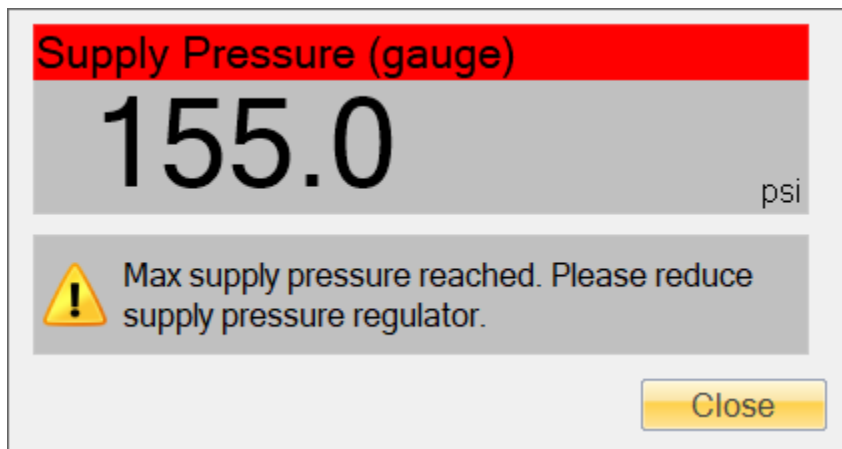 Supply Pressure (gauge)
155.0
psi
Max supply pressure reached. Please reduce
supply pressure regulator.
Close